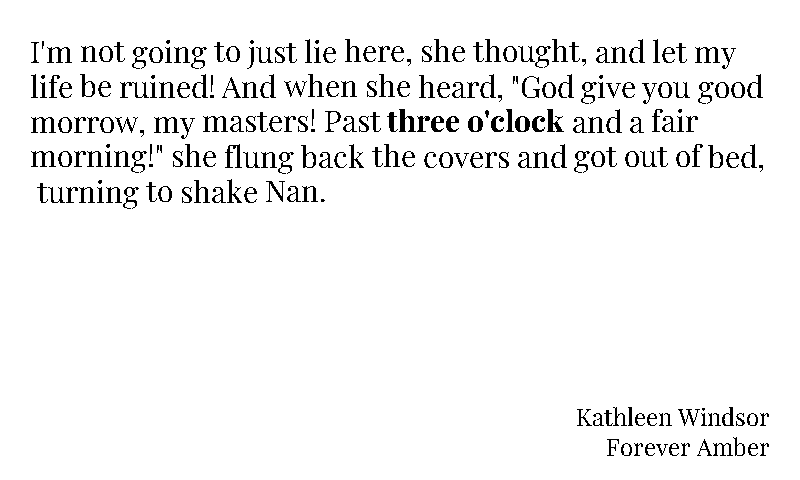 I'm not going to just lie here, she thought, and let my
life be ruined! And when she heard, "God give you good
morrow, my masters! Past three o'clock and a fair
morning!" she flung back the covers and got out of bed,
turning to shake Nan.
Kathleen Windsor
Forever Amber